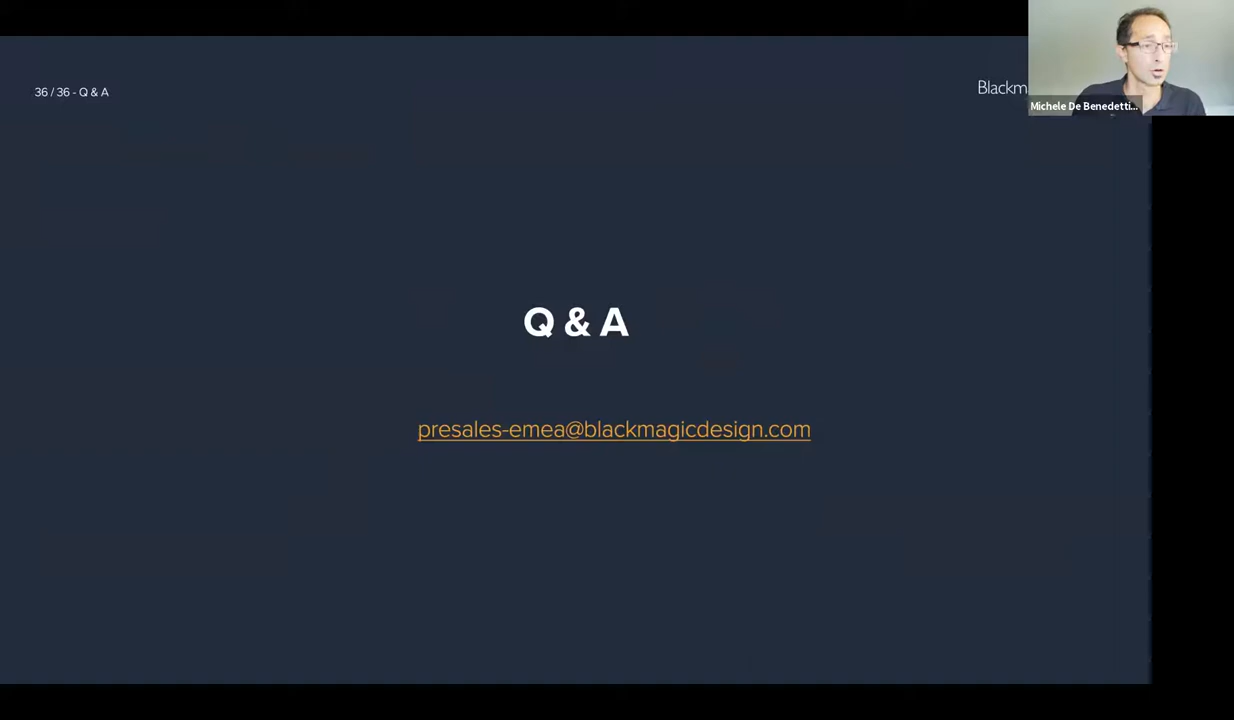 36 / 36 - Q & A
Blackm
Michele De Benedetti...
Q & A
presales-emea@blackmagicdesign.com